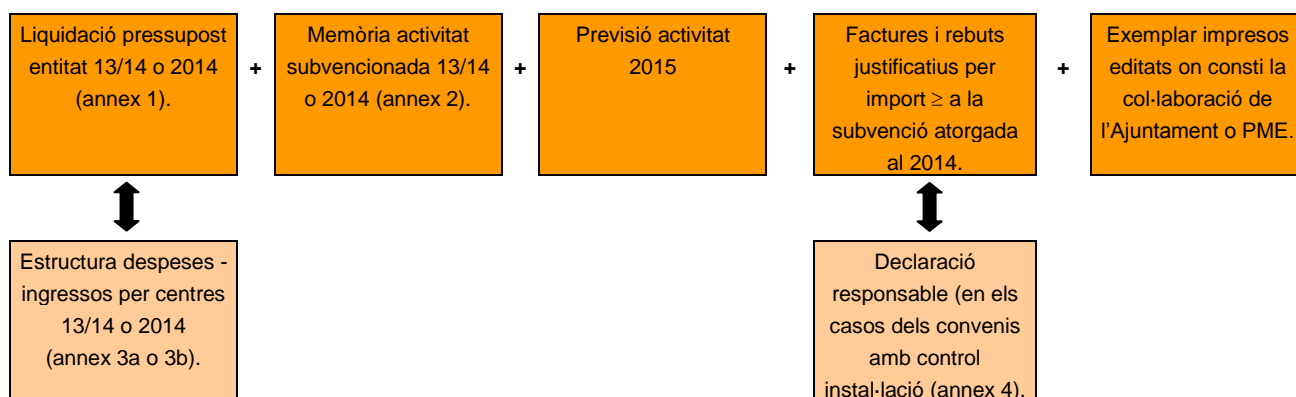 Liquidació pressupost
entitat 13/14 o 2014
(annex 1).
+
Memòria activitat
subvencionada 13/14
o 2014 (annex 2).
+
Previsió activitat
2015
+
Factures i rebuts
justificatius per
import ≥ a la
subvenció atorgada
al 2014.
+
Exemplar impresos
editats on consti la
col·laboració de
l'Ajuntament o PME.
Estructura despeses -
ingressos per centres
13/14 o 2014
(annex 3a o 3b).
Declaració
responsable (en els
casos dels convenis
amb control
instal·lació (annex 4).